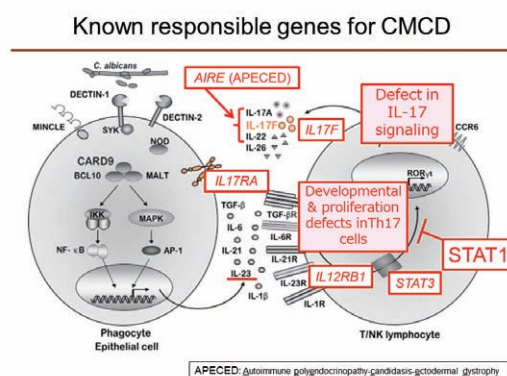 Known responsible genes for CMCD
C. albicans
DECTIN-1
DECTIN-2
MINCLE
SYK
NOD
CARD9
BCL10
MALT
IKK
MAPK
NF- κB
AP-1
Phagocyte
Epithelial cell
AIRE (APECED)
IL-17A
IL-17F
IL-22
IL-26
IL17F
IL17RA
TGF-β
IL-6
IL-21
IL-23
IL-1β
TGF-βR
IL-6R
IL-21R
IL-23R
IL-1R
Defect in
IL-17
signaling
CCR6
RORγt
Developmental
& proliferation
defects inTh17
cells
IL12RB1
STAT3
STAT1
T/NK lymphocyte
APECED: Autoimmune polyendocrinopathy-candidasis-ectodermal dystrophy